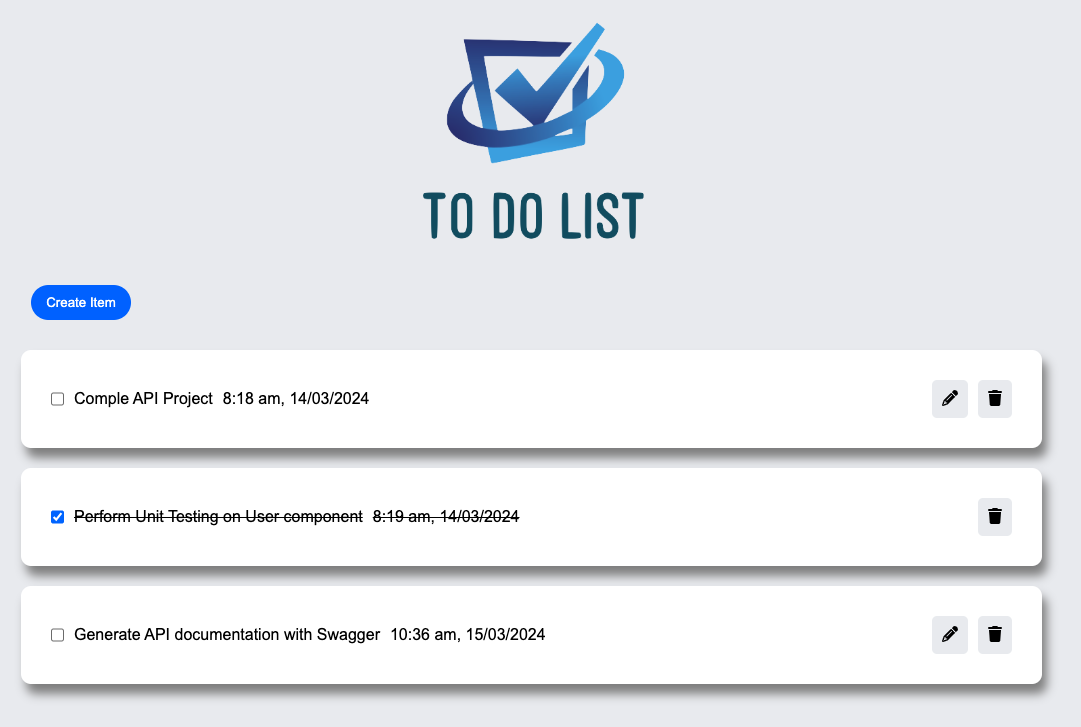 TO DO LIST
Create Item
Comple API Project 8:18 am, 14/03/2024
Perform Unit Testing on User component 8:19 am, 14/03/2024
Generate API documentation with Swagger 10:36 am, 15/03/2024